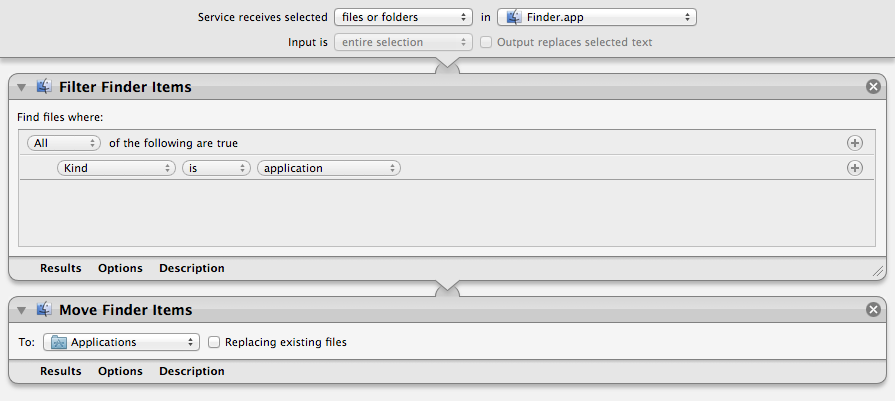 Service receives selected files or folders in Finder.app
Input is entire selection Output replaces selected text
Filter Finder Items
Find files where:
All of the following are true
Kind is application
Results Options Description
Move Finder Items
To: Applications Replacing existing files
Results Options Description